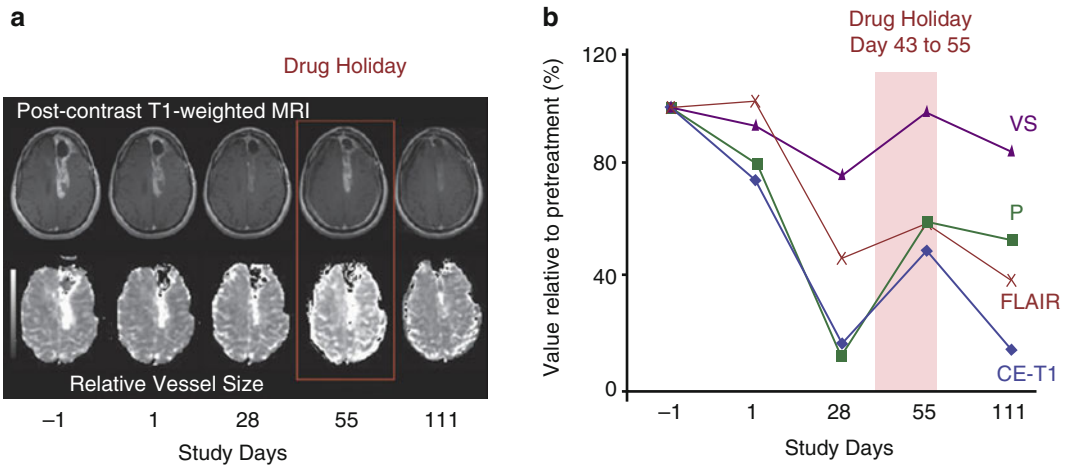 a
Drug Holiday
Post-contrast T1-weighted MRI
Relative Vessel Size
–1 1 28 55 111
Study Days
b
Drug Holiday
Day 43 to 55
Value relative to pretreatment (%)
120
80
40
0
VS
P
FLAIR
CE-T1
–1 1 28 55 111
Study Days